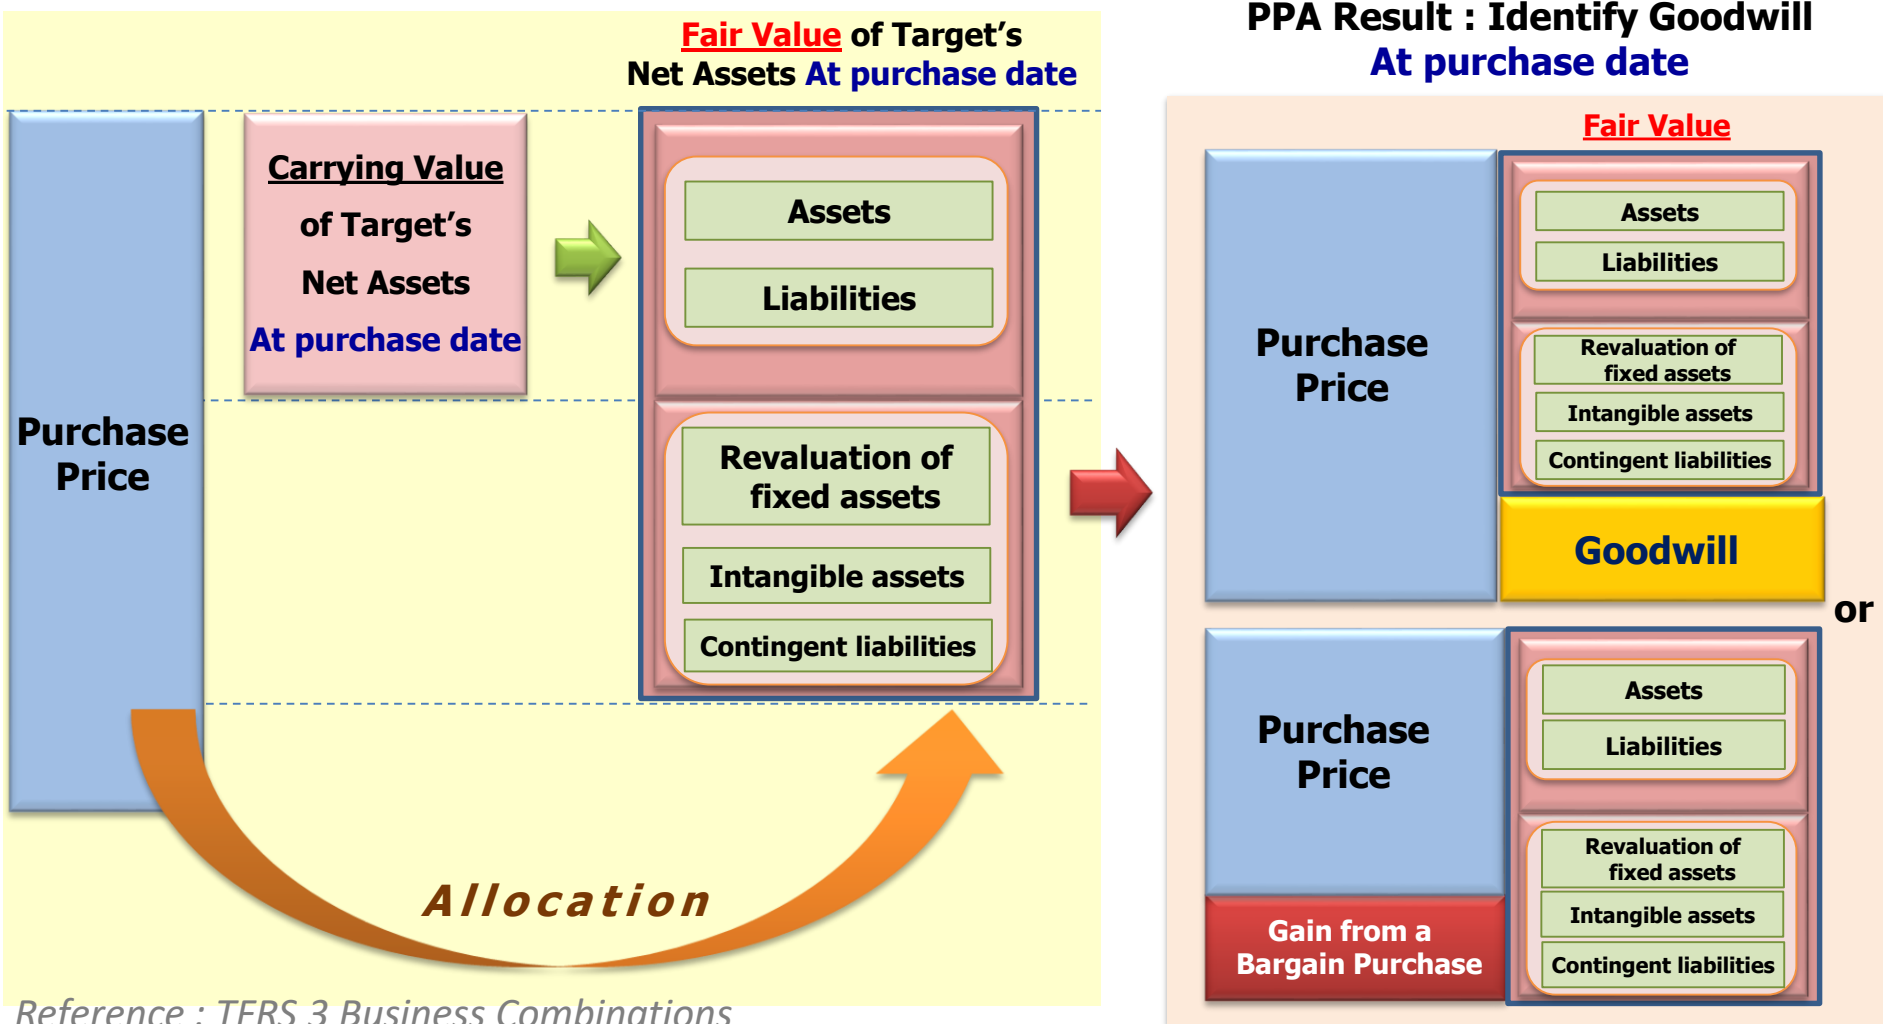 Fair Value of Target’s
Net Assets At purchase date
Purchase
Price
Carrying Value
of Target’s
Net Assets
At purchase date
Assets
Liabilities
Revaluation of
fixed assets
Intangible assets
Contingent liabilities
Allocation
Reference : TFRS 3 Business Combinations
PPA Result : Identify Goodwill
At purchase date
Fair Value
Purchase
Price
Assets
Liabilities
Revaluation of
fixed assets
Intangible assets
Contingent liabilities
Goodwill
or
Purchase
Price
Gain from a
Bargain Purchase
Assets
Liabilities
Revaluation of
fixed assets
Intangible assets
Contingent liabilities